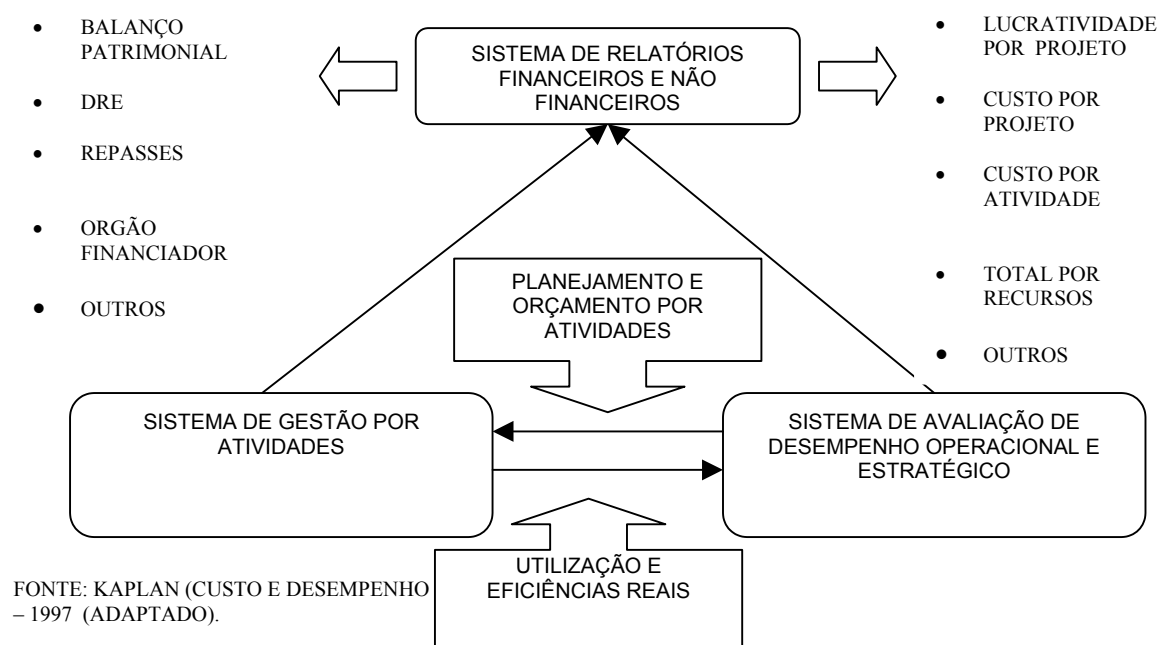 • BALANÇO
PATRIMONIAL
• DRE
• REPASSES
• ORGÃO
FINANCIADOR
• OUTROS
SISTEMA DE RELATÓRIOS
FINANCEIROS E NÃO
FINANCEIROS
• LUCRATIVIDADE
POR PROJETO
• CUSTO POR
PROJETO
• CUSTO POR
ATIVIDADE
• TOTAL POR
RECURSOS
• OUTROS
PLANEJAMENTO E
ORÇAMENTO POR
ATIVIDADES
SISTEMA DE GESTÃO POR
ATIVIDADES
SISTEMA DE AVALIAÇÃO DE
DESEMPENHO OPERACIONAL E
ESTRATÉGICO
UTILIZAÇÃO E
EFICIÊNCIAS REAIS
FONTE: KAPLAN (CUSTO E DESEMPENHO
– 1997 (ADAPTADO).